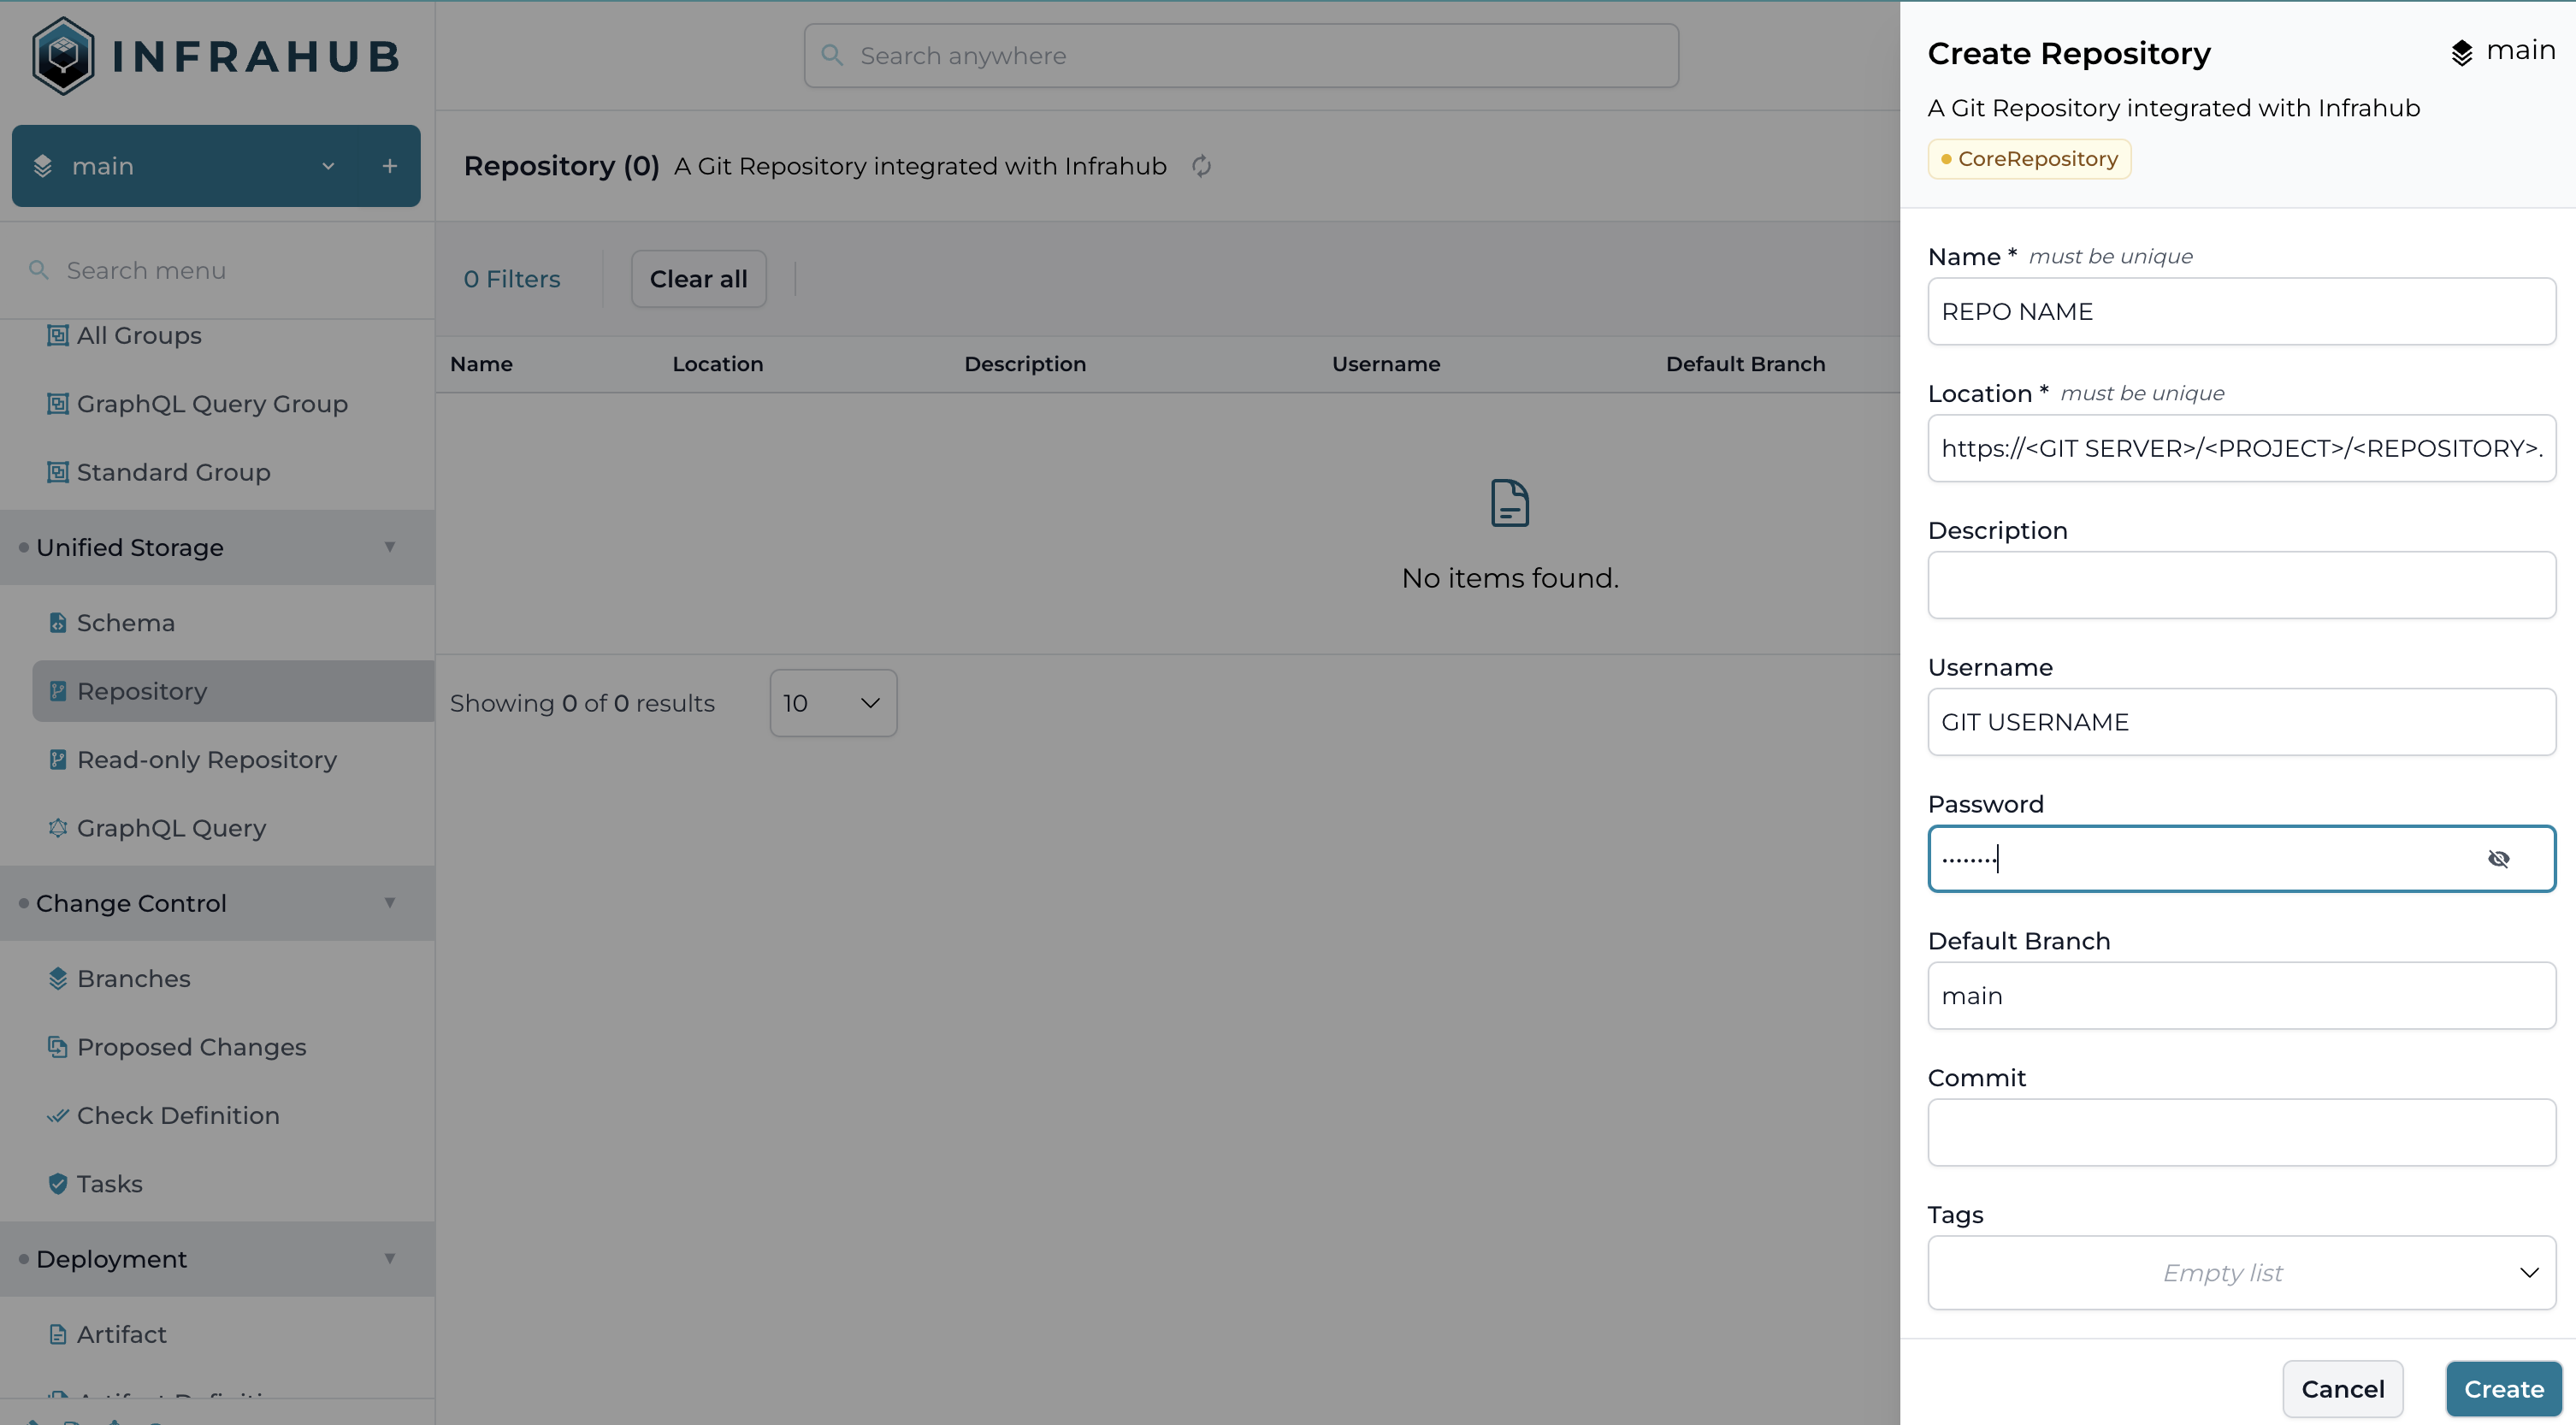 INFRAHUB
main
+
Search menu
All Groups
GraphQL Query Group
Standard Group
Unified Storage
Schema
Repository
Read-only Repository
GraphQL Query
Change Control
Branches
Proposed Changes
Check Definition
Tasks
Deployment
Artifact
Search anywhere
Repository (0) A Git Repository integrated with Infrahub
0 Filters Clear all
Name Location Description Username Default Branch
No items found.
Showing 0 of 0 results 10
Create Repository main
A Git Repository integrated with Infrahub
CoreRepository
Name * must be unique
REPO NAME
Location * must be unique
https://<GIT SERVER>/<PROJECT>/<REPOSITORY>.
Description
Username
GIT USERNAME
Password
········
Default Branch
main
Commit
Tags
Empty list
Cancel Create